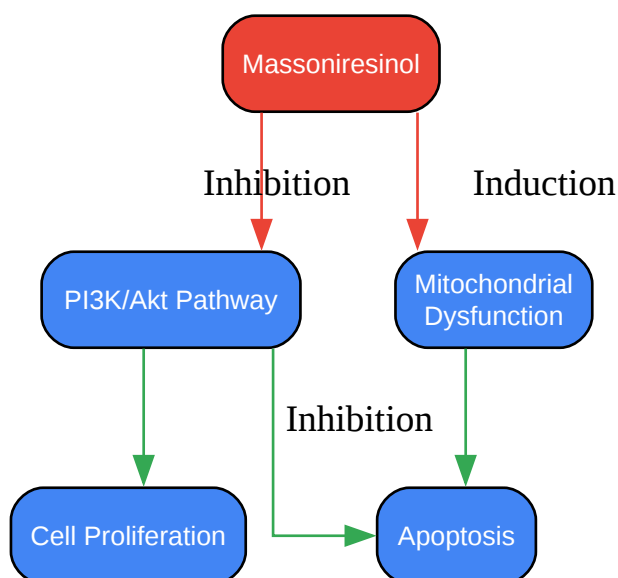 Massoniresinol
Inhibition
Induction
PI3K/Akt Pathway
Mitochondrial
Dysfunction
Inhibition
Cell Proliferation
Apoptosis